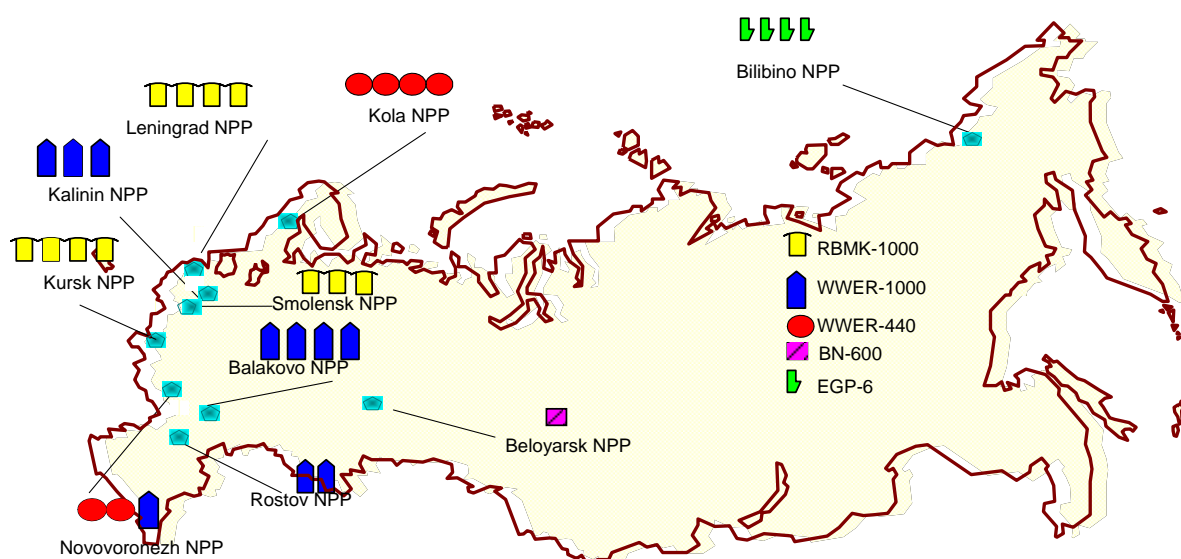 Bilibino NPP
Kola NPP
Leningrad NPP
Kalinin NPP
Kursk NPP
Smolensk NPP
Balakovo NPP
Beloyarsk NPP
Rostov NPP
Novovoronezh NPP
RBMK-1000
WWER-1000
WWER-440
BN-600
EGP-6